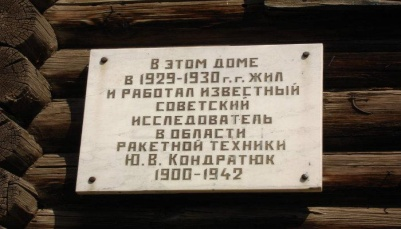 В ЭТОМ ДОМЕ
В 1929-1930 г.г. ЖИЛ
И РАБОТАЛ ИЗВЕСТНЫЙ
СОВЕТСКИЙ
ИССЛЕДОВАТЕЛЬ
В ОБЛАСТИ
РАКЕТНОЙ ТЕХНИКИ
Ю.В. КОНДРАТЮК
1900-1942